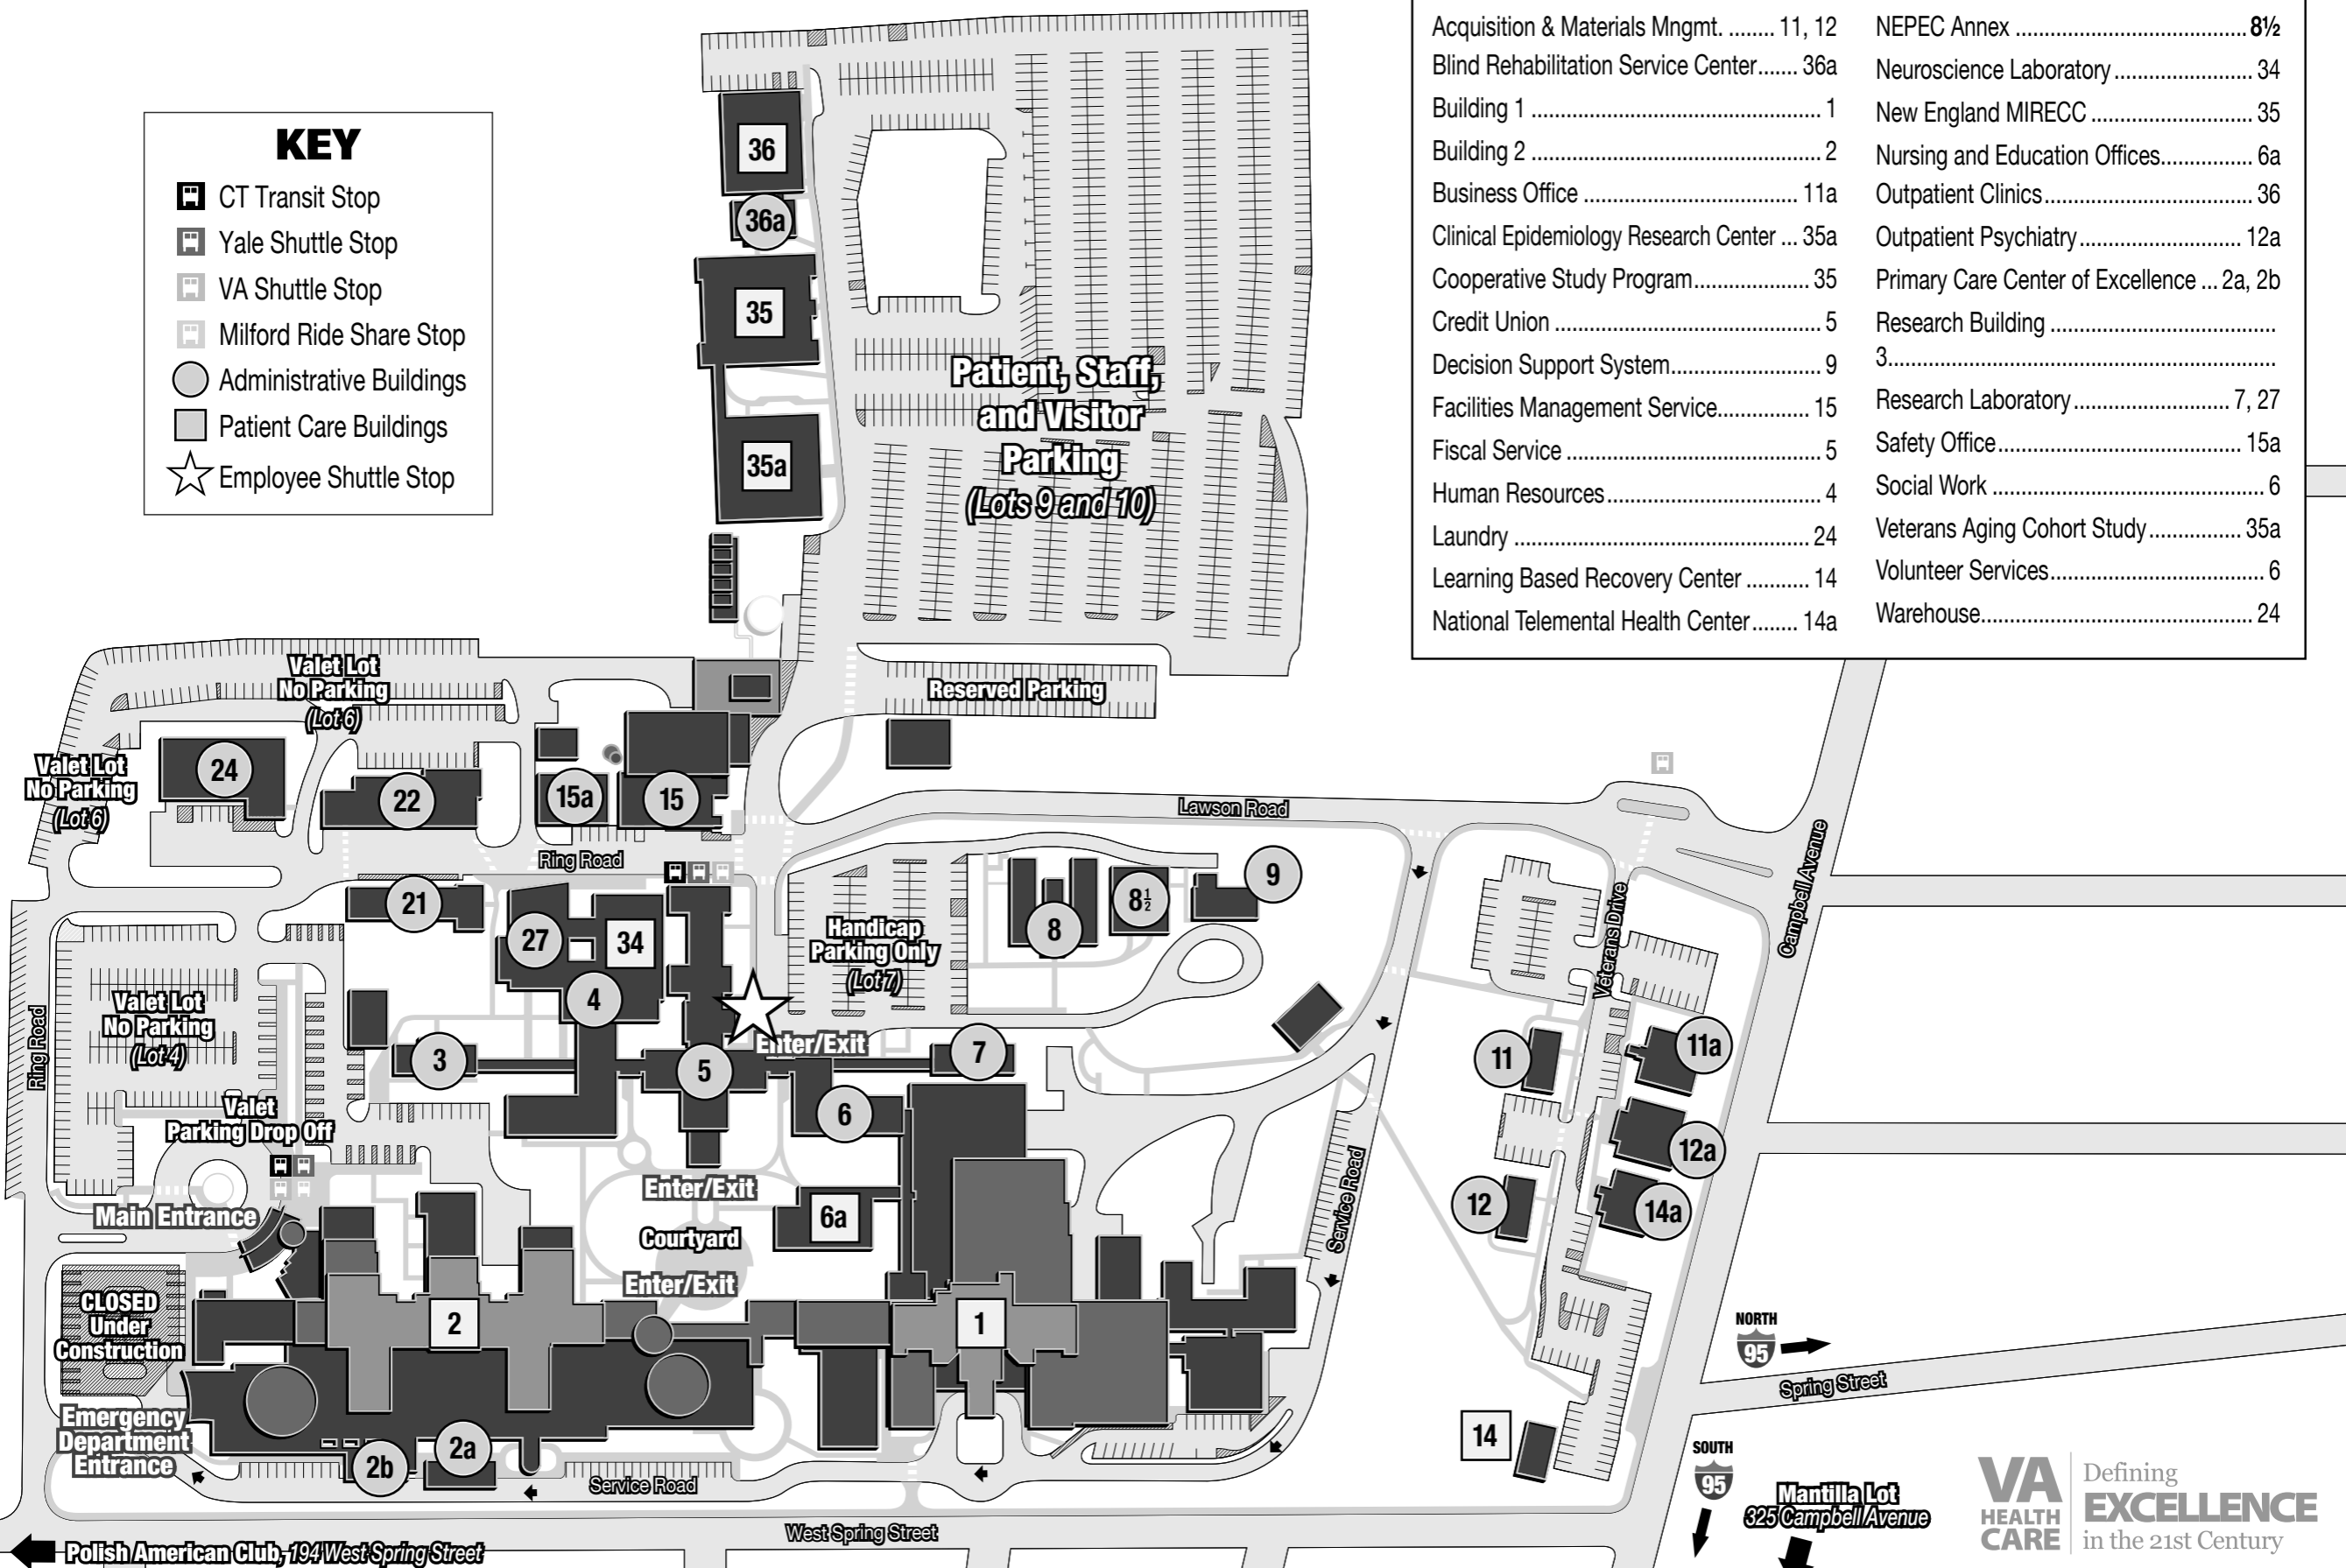 KEY
CT Transit Stop
Yale Shuttle Stop
VA Shuttle Stop
Milford Ride Share Stop
Administrative Buildings
Patient Care Buildings
Employee Shuttle Stop
Acquisition & Materials Mngmt. ........ 11, 12
Blind Rehabilitation Service Center....... 36a
Building 1 .................................................. 1
Building 2 .................................................. 2
Business Office ...................................... 11a
Clinical Epidemiology Research Center ... 35a
Cooperative Study Program.................... 35
Credit Union .............................................. 5
Decision Support System.......................... 9
Facilities Management Service................ 15
Fiscal Service ............................................ 5
Human Resources..................................... 4
Laundry ................................................... 24
Learning Based Recovery Center ........... 14
National Telemental Health Center........ 14a
NEPEC Annex ........................................ 8½
Neuroscience Laboratory........................ 34
New England MIRECC ............................ 35
Nursing and Education Offices................ 6a
Outpatient Clinics.................................... 36
Outpatient Psychiatry............................ 12a
Primary Care Center of Excellence ... 2a, 2b
Research Building .......................................
3...................................................................
Research Laboratory........................... 7, 27
Safety Office.......................................... 15a
Social Work ............................................... 6
Veterans Aging Cohort Study................ 35a
Volunteer Services..................................... 6
Warehouse............................................... 24
36
36a
35
35a
Patient, Staff,
and Visitor
Parking
(Lots 9 and 10)
Reserved Parking
Valet Lot
No Parking
(Lot 6)
Valet Lot
No Parking
(Lot 6)
24
22
15a
15
Lawson Road
Ring Road
Campbell Avenue
Veterans Drive
21
27
34
4
Handicap
Parking Only
(Lot 7)
8
8½
9
Valet Lot
No Parking
(Lot 4)
Ring Road
3
5
Enter/Exit
7
6
11
11a
12a
12
14a
Valet
Parking Drop Off
Main Entrance
Enter/Exit
Courtyard
Enter/Exit
6a
Service Road
CLOSED
Under
Construction
2
1
Emergency
Department
Entrance
2b
2a
Service Road
14
NORTH
95
Spring Street
SOUTH
95
Mantilla Lot
325 Campbell Avenue
West Spring Street
Polish American Club, 194 West Spring Street
VA
HEALTH
CARE
Defining
EXCELLENCE
in the 21st Century